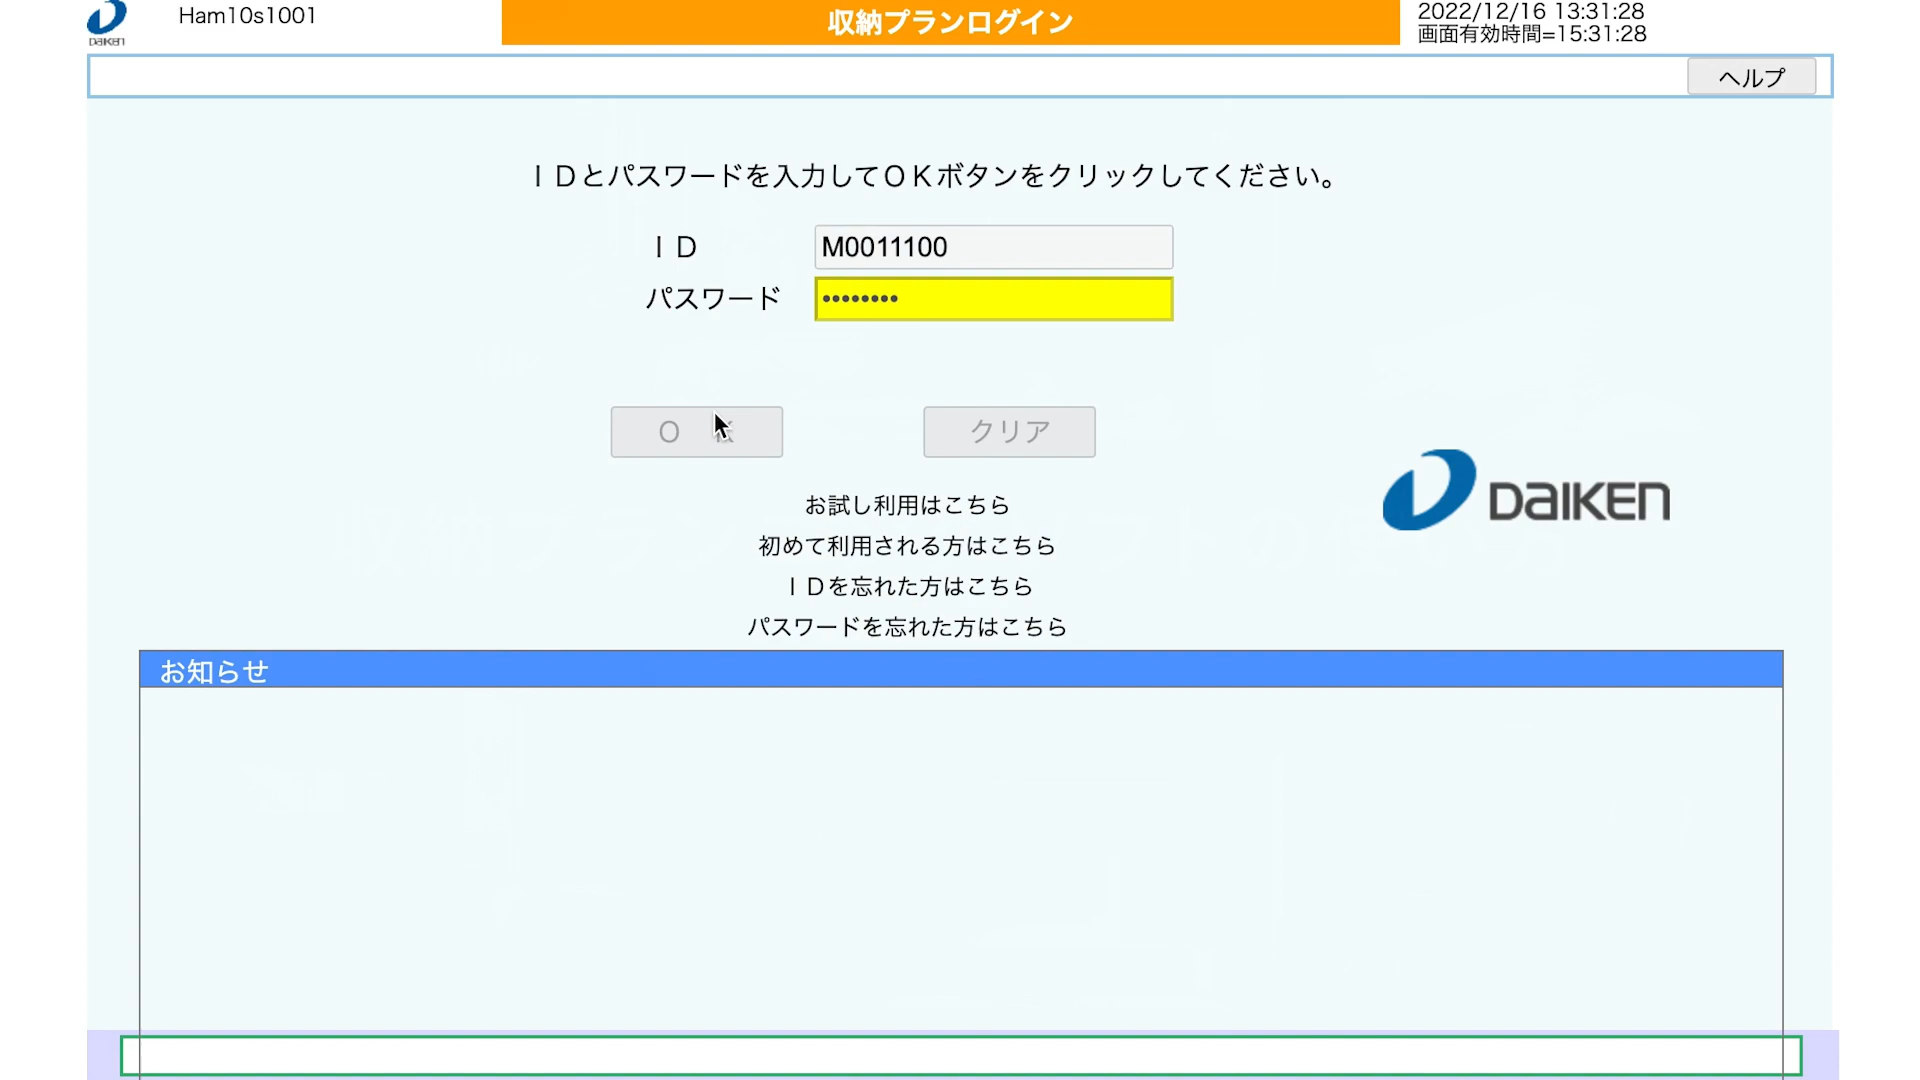 DAIKEN
Ham10s1001
収納プランログイン
2022/12/16 13:31:28
画面有効時間=15:31:28
ヘルプ
ＩＤとパスワードを入力してＯＫボタンをクリックしてください。
ＩＤ
M0011100
パスワード
••••••••
Ｏ　Ｋ
クリア
お試し利用はこちら
初めて利用される方はこちら
DAIKEN
ＩＤを忘れた方はこちら
パスワードを忘れた方はこちら
お知らせ